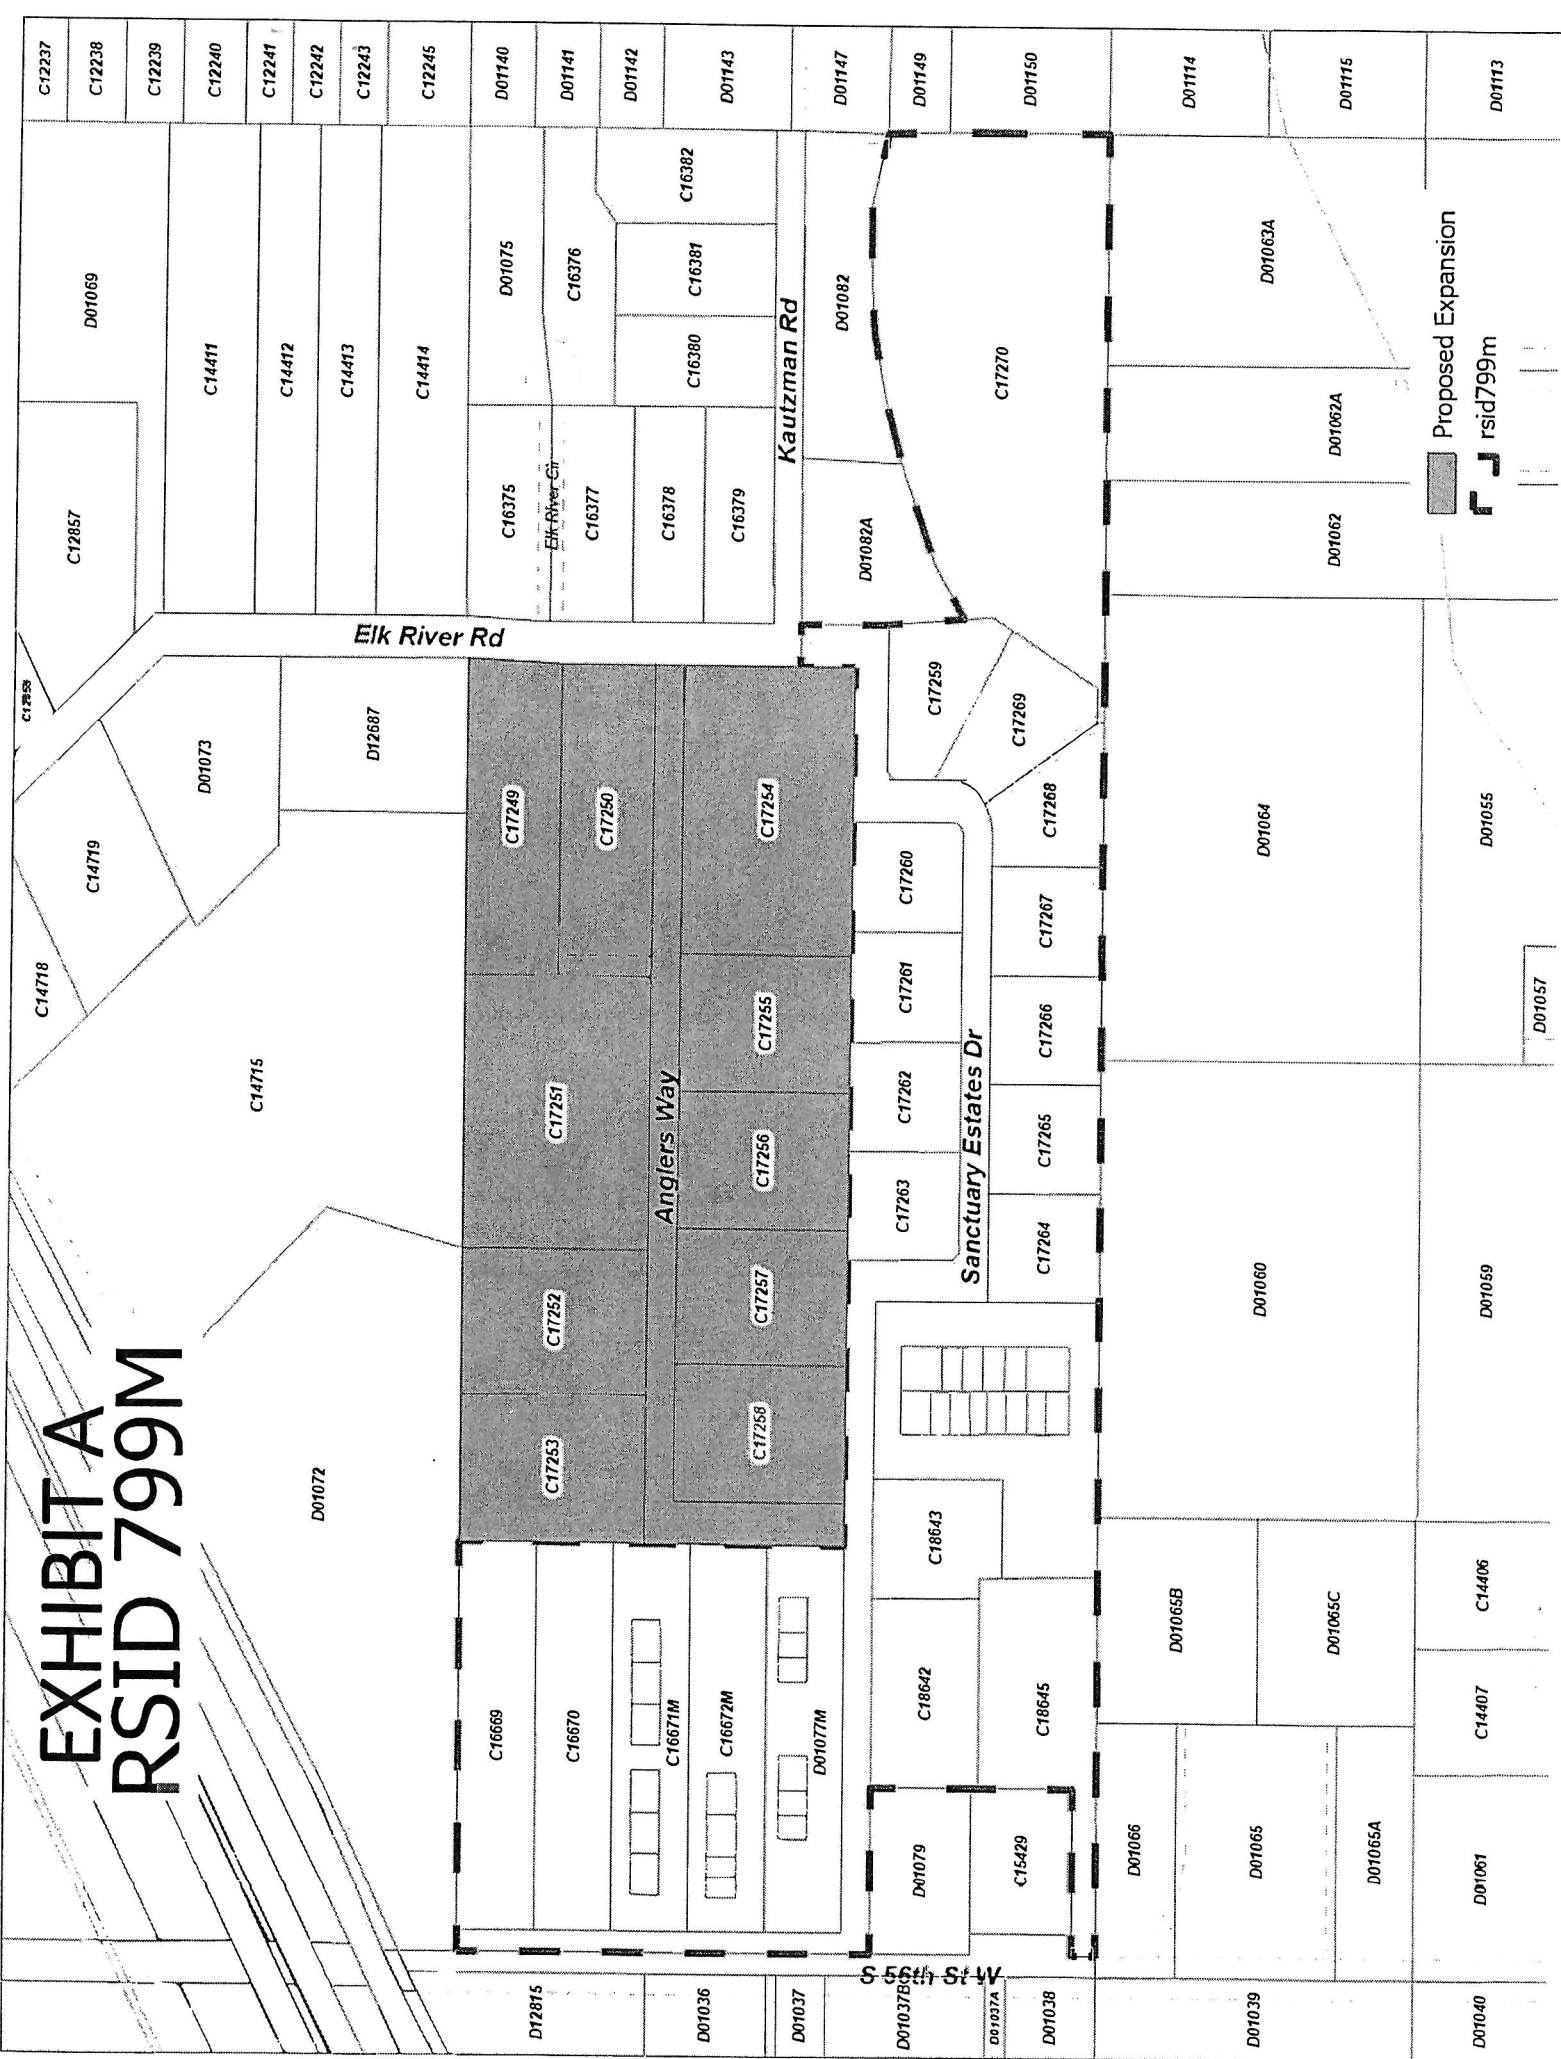 EXHIBIT A
RSID 799M
C12237
C12238
C12239
C12240
C12241
C12242
C12243
C12245
D01140
D01141
D01142
D01143
D01147
D01149
D01150
D01114
D01115
D01113
D01069
C14411
C14412
C14413
C14414
D01075
C16376
C16382
C16381
C16380
C12857
C16375
Elk River Cir
C16377
C16378
C16379
Kautzman Rd
D01082
D01082A
C17270
D01063A
D01062A
D01062
Elk River Rd
C14719
C14718
D01073
D12687
C14715
D01072
C17249
C17250
C17254
C17251
C17255
C17256
C17252
C17257
C17253
C17258
Anglers Way
C17259
C17269
C17268
C17260
C17267
C17261
C17266
C17262
C17265
C17263
C17264
Sanctuary Estates Dr
D01064
D01055
D01057
D01060
D01059
C16669
C16670
C16671M
C16672M
D01077M
C18643
C18642
C18645
D01079
C15429
D01065B
D01065C
C14406
C14407
D01066
D01065
D01065A
D01061
S 56th St W
D12815
D01036
D01037
D01037B
D01037A
D01038
D01039
D01040
Proposed Expansion
rsid799m